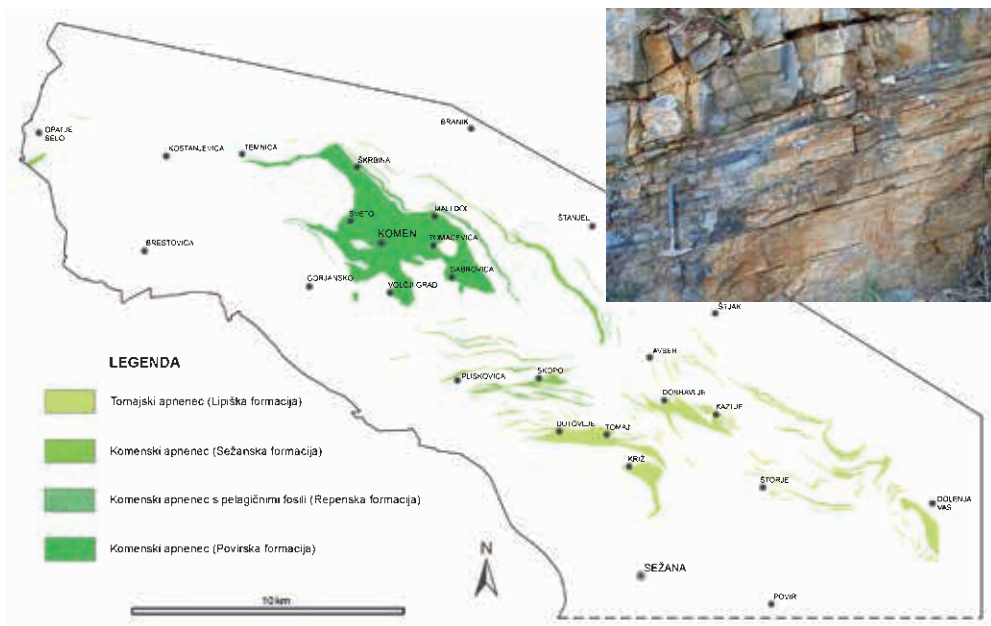 OPATJE
SELO
KOSTANJEVICA
TEMNICA
BRANIK
ŠKRBINA
SVETO
MALI DOL
ŠTANJEL
KOMEN
TOMAČEVICA
BRESTOVICA
GABROVICA
GORJANSKO
VOLČJI GRAD
ŠTJAK
AVBER
PLISKOVICA
SKOPO
DOBRAVLJE
KAZLJE
DUTOVLJE
TOMAJ
KRIŽ
ŠTORJE
DOLENJA
VAS
SEŽANA
POVIR
LEGENDA
Tomajski apnenec (Lipiška formacija)
Komenski apnenec (Sežanska formacija)
Komenski apnenec s pelagičnimi fosili (Repenska formacija)
Komenski apnenec (Povirska formacija)
N
10 km